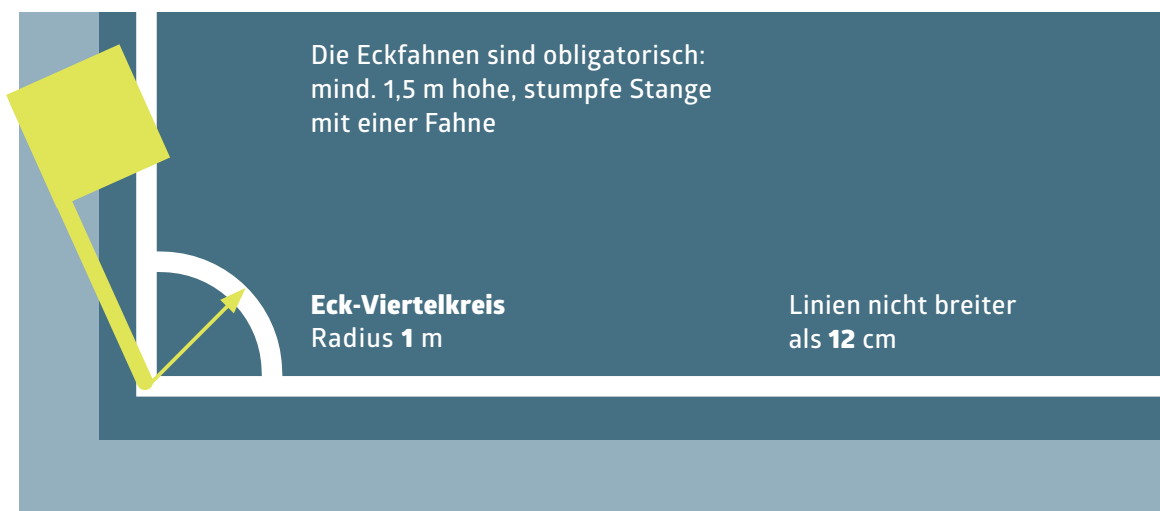 Die Eckfahnen sind obligatorisch:
mind. 1,5 m hohe, stumpfe Stange
mit einer Fahne
Eck-Viertelkreis
Radius 1 m
Linien nicht breiter
als 12 cm